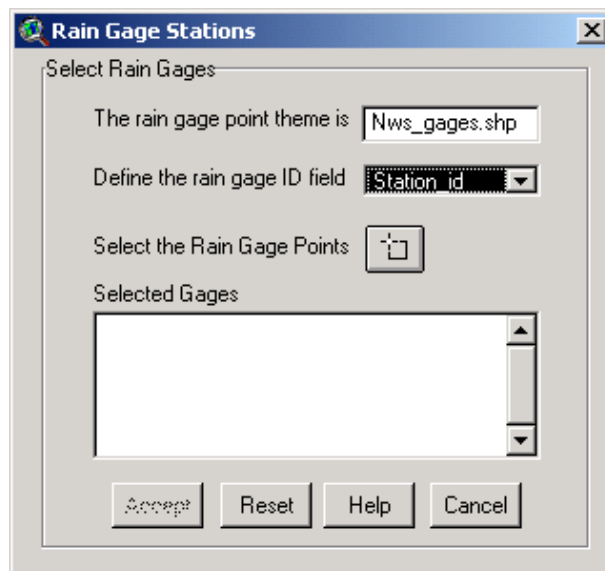 Rain Gage Stations
Select Rain Gages
The rain gage point theme is Nws_gages.shp
Define the rain gage ID field Station_id
Select the Rain Gage Points
Selected Gages
Accept Reset Help Cancel